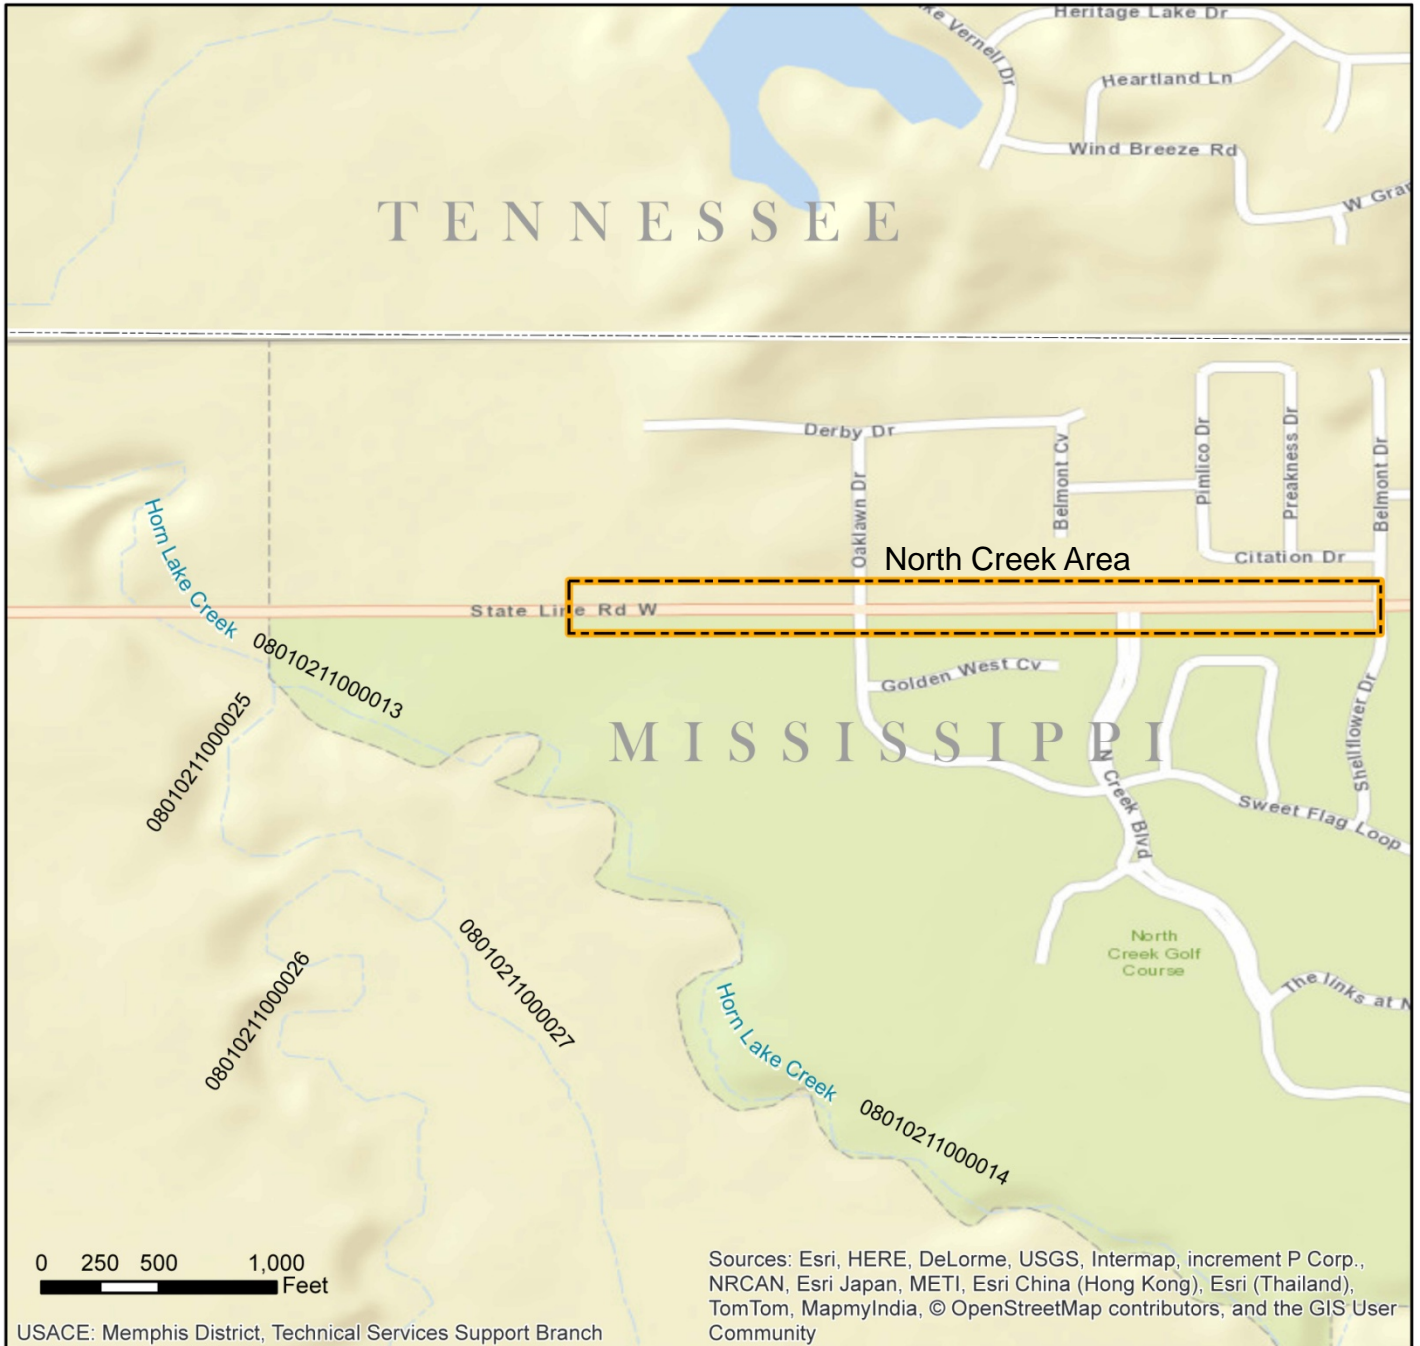 Heritage Lake Dr
ke Vernell Dr
Heartland Ln
Wind Breeze Rd
W Gra
TENNESSEE
Derby Dr
Oaklawn Dr
Belmont Cv
Pimlico Dr
Preakness Dr
Belmont Dr
Citation Dr
North Creek Area
State Line Rd W
Horn Lake Creek
08010211000013
08010211000025
Golden West Cv
MISSISSIPPI
N Creek Blvd
Shellflower Dr
Sweet Flag Loop
08010211000026
08010211000027
North
Creek Golf
Course
The links at N
Horn Lake Creek
08010211000014
0 250 500 1,000
Feet
USACE: Memphis District, Technical Services Support Branch
Sources: Esri, HERE, DeLorme, USGS, Intermap, increment P Corp.,
NRCAN, Esri Japan, METI, Esri China (Hong Kong), Esri (Thailand),
TomTom, MapmyIndia, © OpenStreetMap contributors, and the GIS User
Community